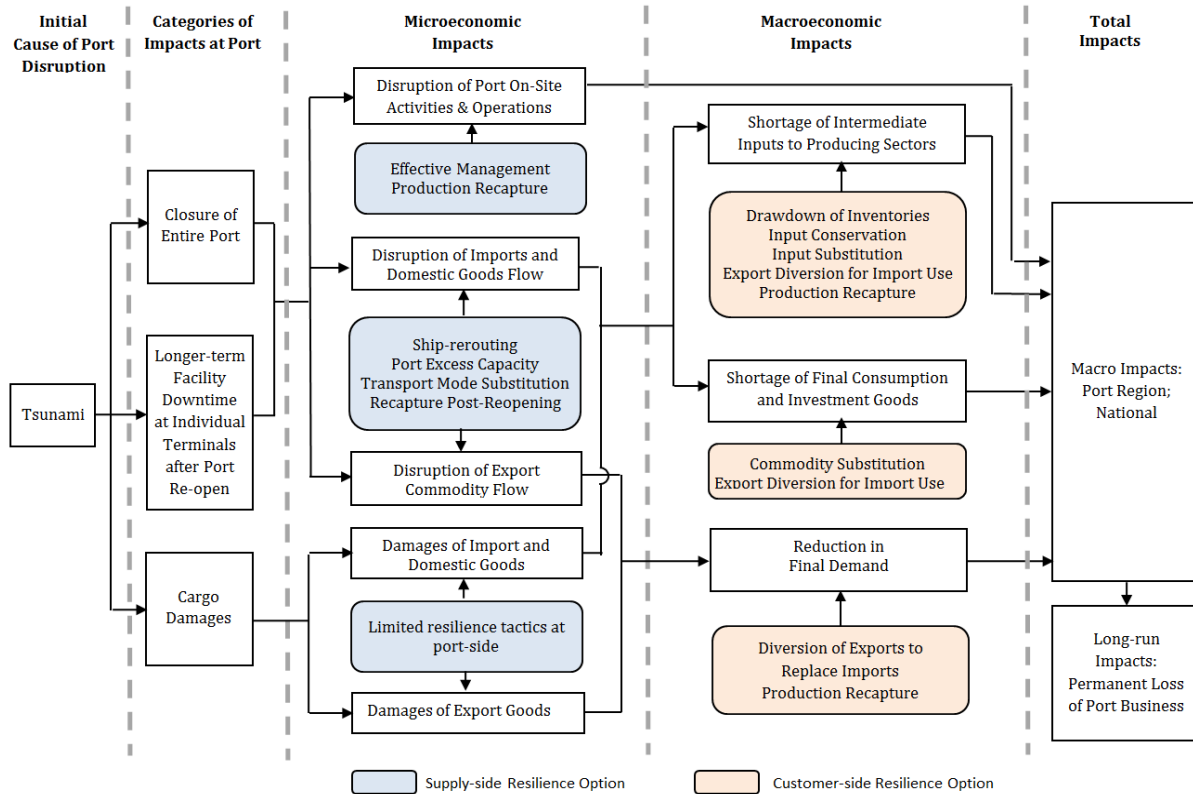 Initial
Cause of Port
Disruption
Categories of
Impacts at Port
Microeconomic
Impacts
Macroeconomic
Impacts
Total
Impacts
Tsunami
Closure of
Entire Port
Longer-term
Facility
Downtime
at Individual
Terminals
after Port
Re-open
Cargo
Damages
Disruption of Port On-Site
Activities & Operations
Effective Management
Production Recapture
Disruption of Imports and
Domestic Goods Flow
Ship-rerouting
Port Excess Capacity
Transport Mode Substitution
Recapture Post-Reopening
Disruption of Export
Commodity Flow
Damages of Import and
Domestic Goods
Limited resilience tactics at
port-side
Damages of Export Goods
Shortage of Intermediate
Inputs to Producing Sectors
Drawdown of Inventories
Input Conservation
Input Substitution
Export Diversion for Import Use
Production Recapture
Shortage of Final Consumption
and Investment Goods
Commodity Substitution
Export Diversion for Import Use
Reduction in
Final Demand
Diversion of Exports to
Replace Imports
Production Recapture
Macro Impacts:
Port Region;
National
Long-run
Impacts:
Permanent Loss
of Port Business
Supply-side Resilience Option
Customer-side Resilience Option